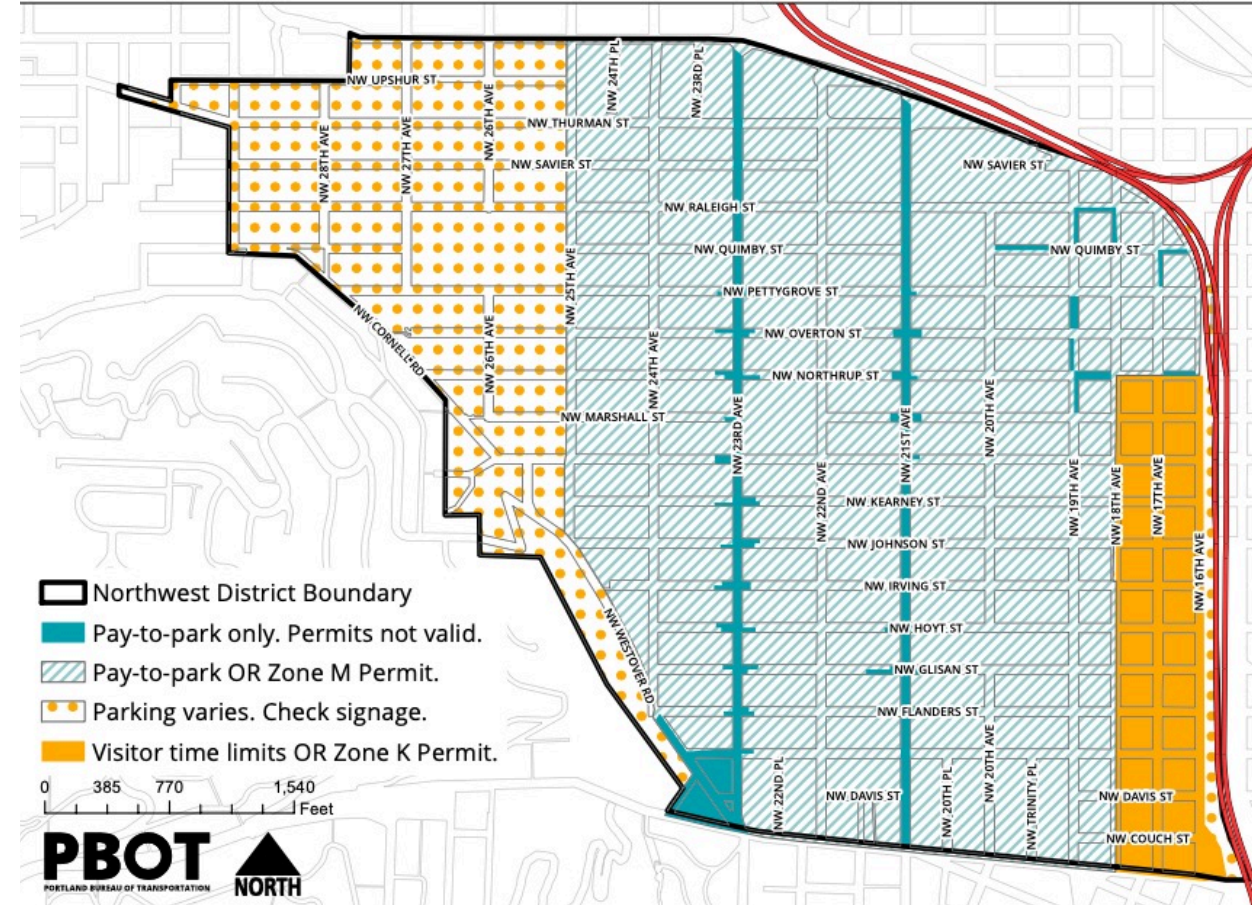 NW 24TH PL
NW 23RD PL
NW UPSHUR ST
NW 28TH AVE
NW 27TH AVE
NW 26TH AVE
NW THURMAN ST
NW SAVIER ST
NW SAVIER ST
NW RALEIGH ST
NW QUIMBY ST
NW QUIMBY ST
NW 25TH AVE
NW PETTYGROVE ST
NW CORNELL RD
NW 26TH AVE
NW 24TH AVE
NW OVERTON ST
NW NORTHRUP ST
NW MARSHALL ST
NW 23RD AVE
NW 22ND AVE
NW 21ST AVE
NW 20TH AVE
NW 19TH AVE
NW 18TH AVE
NW 17TH AVE
NW 16TH AVE
NW KEARNEY ST
NW JOHNSON ST
NW IRVING ST
NW WESTOVER RD
NW HOYT ST
NW GLISAN ST
NW FLANDERS ST
NW 22ND PL
NW DAVIS ST
NW 20TH PL
NW 20TH AVE
NW TRINITY PL
NW DAVIS ST
NW COUCH ST
Northwest District Boundary
Pay-to-park only. Permits not valid.
Pay-to-park OR Zone M Permit.
Parking varies. Check signage.
Visitor time limits OR Zone K Permit.
0 385 770 1,540
Feet
PBOT
PORTLAND BUREAU OF TRANSPORTATION
NORTH